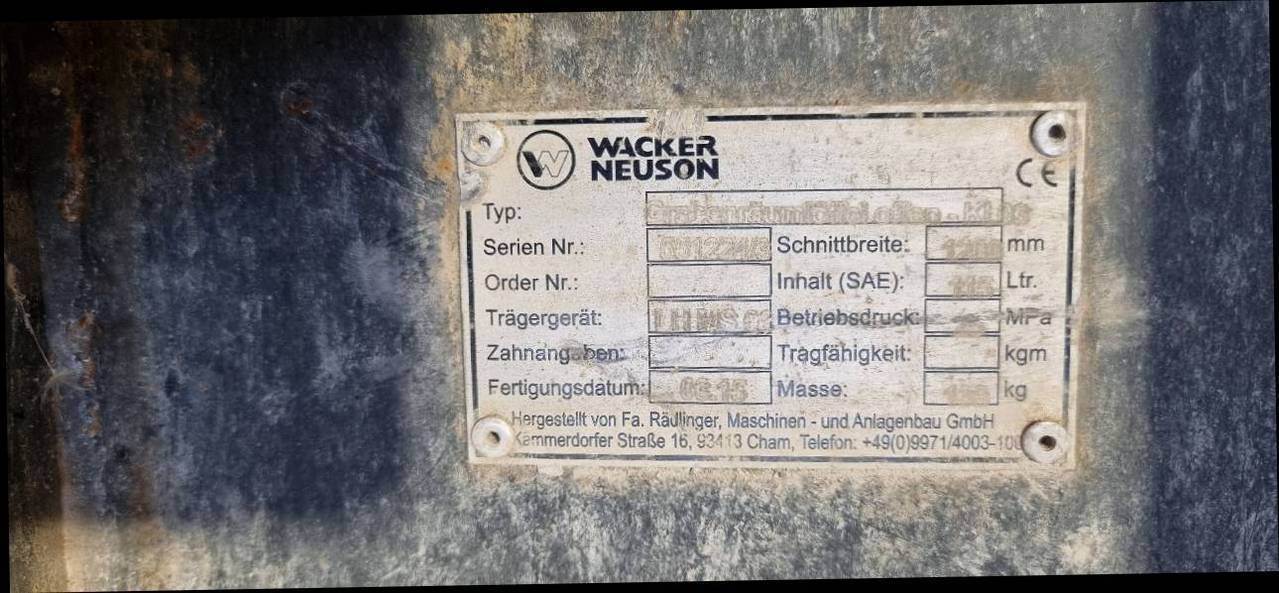 WACKER
NEUSON
CE
Typ:
Serien Nr.: Schnittbreite: mm
Order Nr.: Inhalt (SAE): Ltr.
Trägergerät: Betriebsdruck: MPa
Zahnangaben: Tragfähigkeit: kgm
Fertigungsdatum: Masse: kg
Hergestellt von Fa. Rädlinger, Maschinen - und Anlagenbau GmbH
Kammerdorfer Straße 16, 93413 Cham, Telefon: +49(0)9971/4003-100